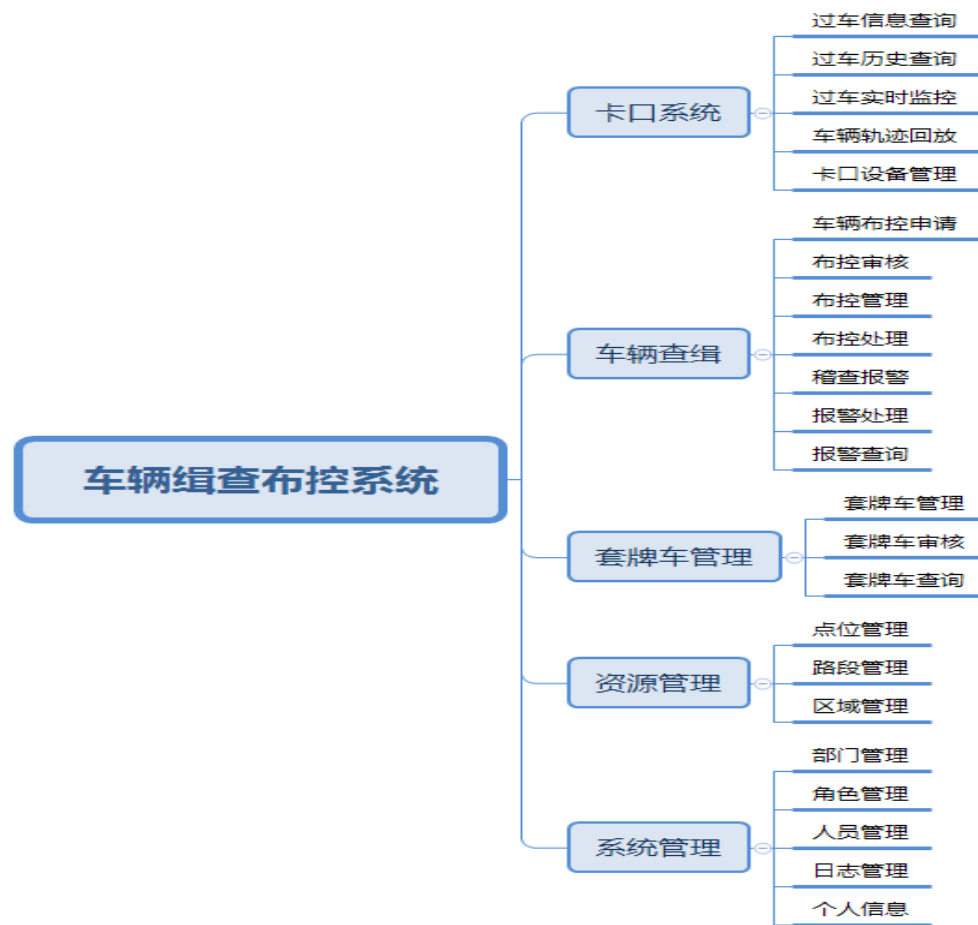 车辆缉查布控系统
卡口系统
过车信息查询
过车历史查询
过车实时监控
车辆轨迹回放
卡口设备管理
车辆查缉
车辆布控申请
布控审核
布控管理
布控处理
稽查报警
报警处理
报警查询
套牌车管理
套牌车管理
套牌车审核
套牌车查询
资源管理
点位管理
路段管理
区域管理
系统管理
部门管理
角色管理
人员管理
日志管理
个人信息